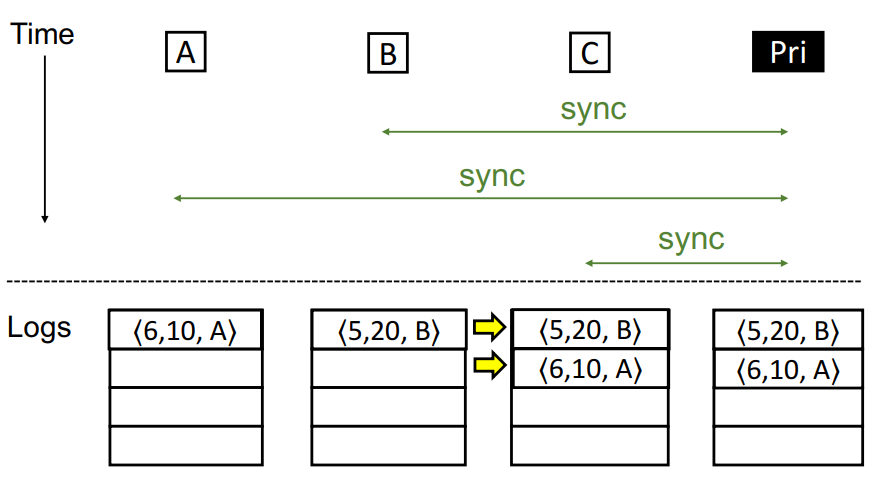 Time
A
B
C
Pri
sync
sync
sync
Logs
⟨6,10, A⟩
⟨5,20, B⟩
⟨5,20, B⟩
⟨5,20, B⟩
⟨6,10, A⟩
⟨6,10, A⟩